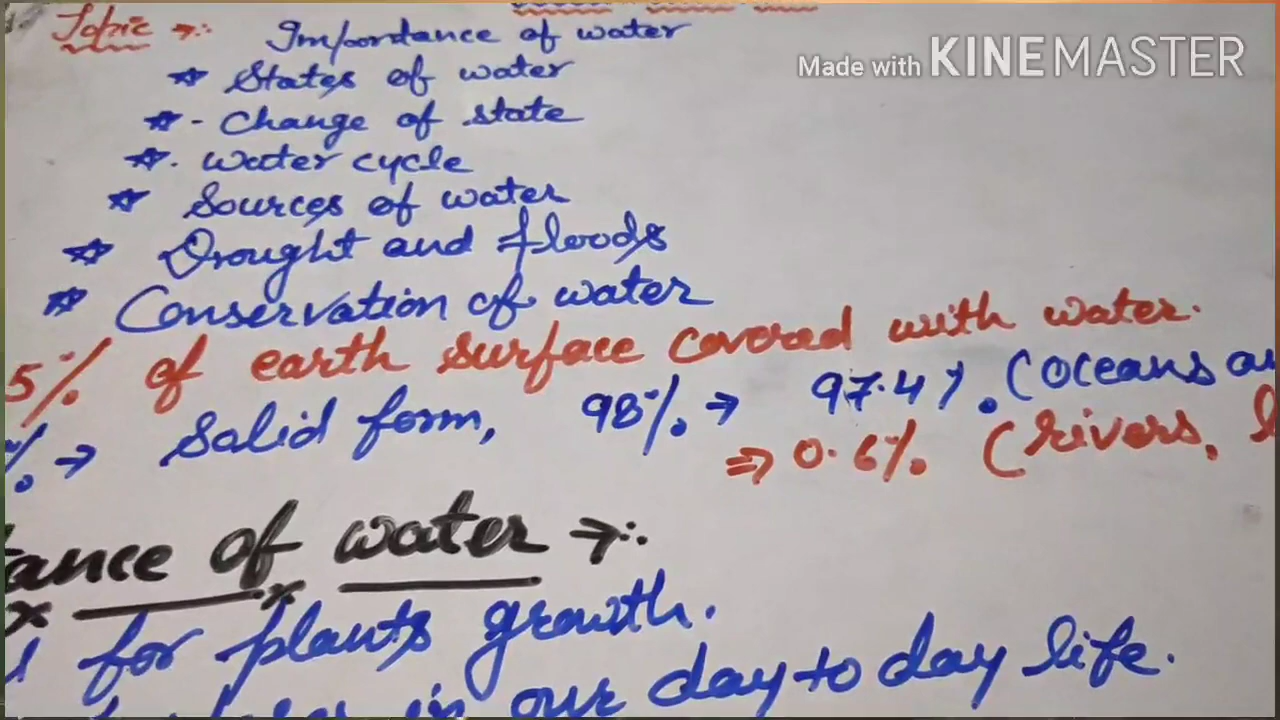 Topic →∴ Importance of water
Made with KINEMASTER
☆ States of water
☆ - Change of state
☆ . Water cycle
☆ Sources of water
☆ Drought and floods
☆ Conservation of water
5% of earth surface covered with water.
%. → Solid form, 98%. → 97.4%. (Oceans a
⇒ 0.6% (rivers, l
tance of water →∴
for plants growth.
in our day to day life.